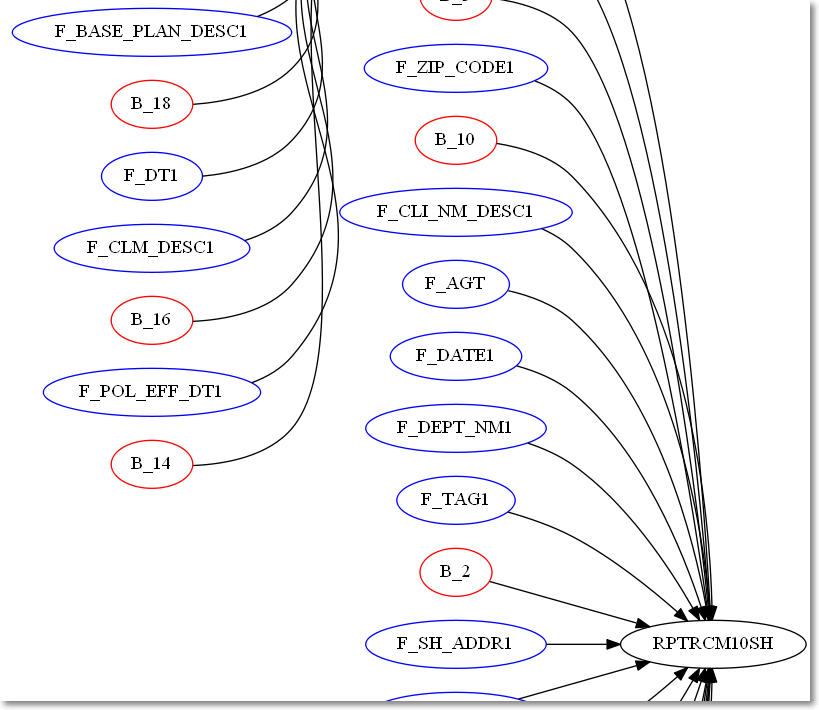 F_BASE_PLAN_DESC1
B_18
F_DT1
F_CLM_DESC1
B_16
F_POL_EFF_DT1
B_14
F_ZIP_CODE1
B_10
F_CLI_NM_DESC1
F_AGT
F_DATE1
F_DEPT_NM1
F_TAG1
B_2
F_SH_ADDR1
RPTRCM10SH